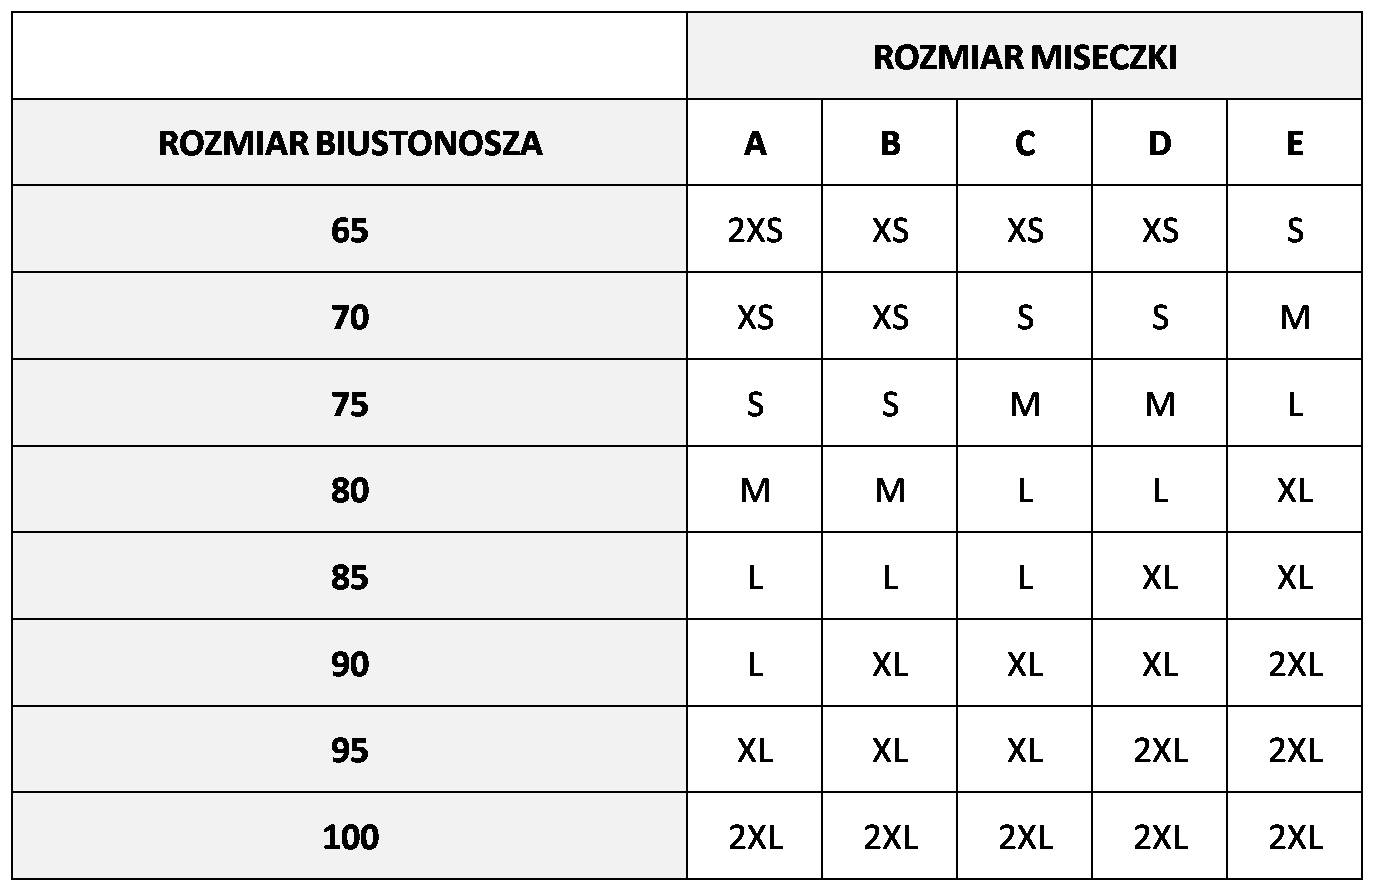 ROZMIAR MISECZKI
ROZMIAR BIUSTONOSZA A B C D E
65 2XS XS XS XS S
70 XS XS S S M
75 S S M M L
80 M M L L XL
85 L L L XL XL
90 L XL XL XL 2XL
95 XL XL XL 2XL 2XL
100 2XL 2XL 2XL 2XL 2XL